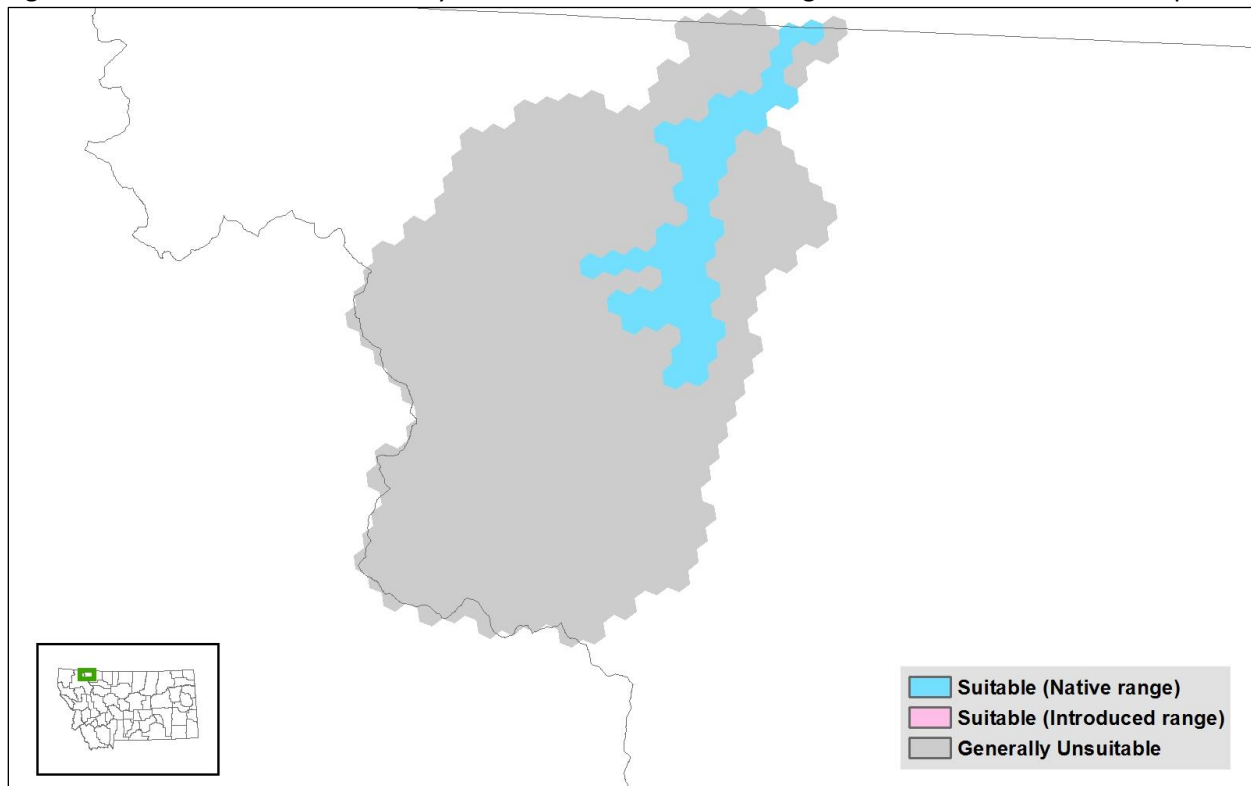 Suitable (Native range)
Suitable (Introduced range)
Generally Unsuitable